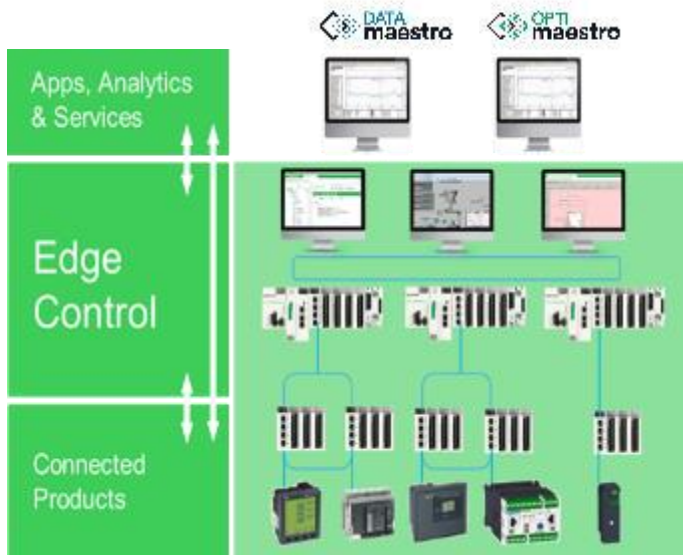 DATA
maestro
OPTI
maestro
Apps, Analytics
& Services
Edge
Control
Connected
Products